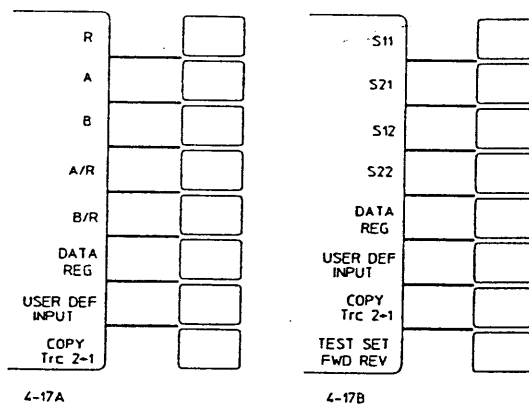 R
A
B
A/R
B/R
DATA
REG
USER DEF
INPUT
COPY
Trc 2→1
4-17A
S11
S21
S12
S22
DATA
REG
USER DEF
INPUT
COPY
Trc 2→1
TEST SET
FWD REV
4-17B